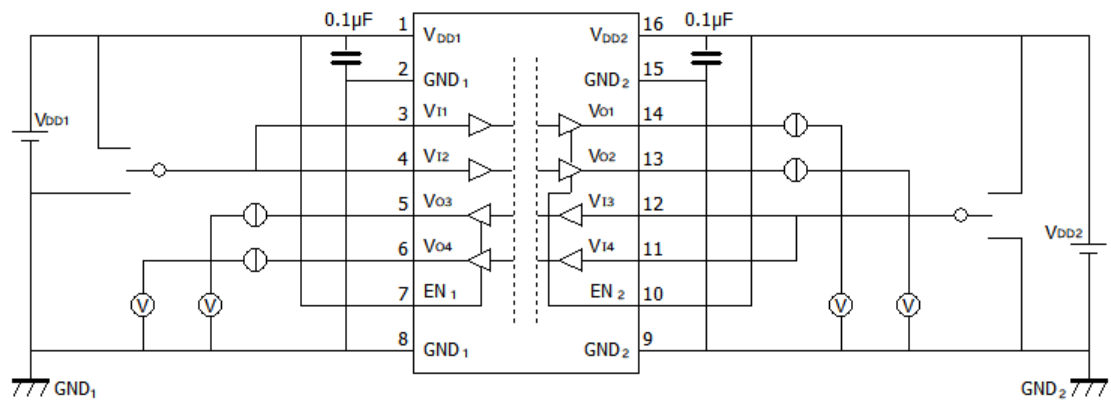 0.1μF
1
16
0.1μF
VDD1
VDD2
2
GND1
GND2
15
VDD1
3
VI1
VO1
14
4
VI2
VO2
13
5
VO3
VI3
12
VDD2
6
VO4
VI4
11
V
V
7
EN1
EN2
10
V
V
8
GND1
GND2
9
GND1
GND2